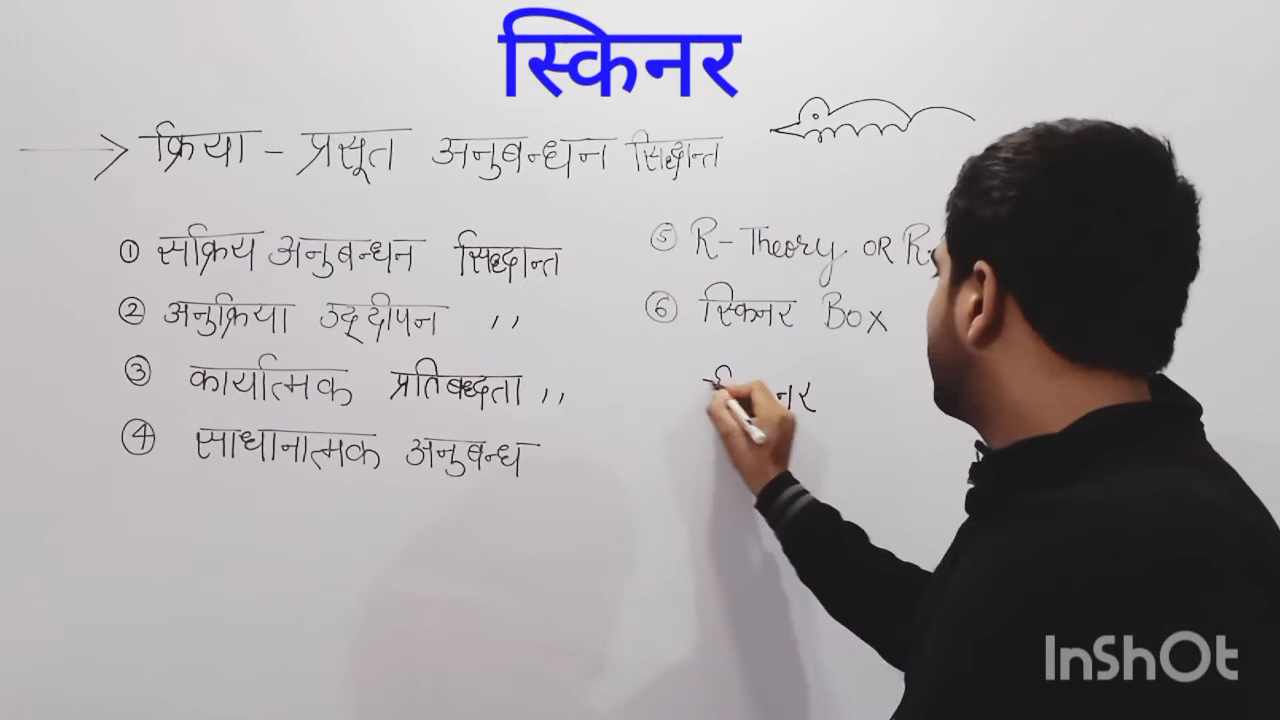 स्किनर
क्रिया - प्रसूत अनुबन्धन सिद्धान्त
① सक्रिय अनुबन्धन सिद्धान्त
② अनुक्रिया उद्दीपन ,,
③ कार्यात्मक प्रतिबद्धता ,,
④ साधानात्मक अनुबन्ध
⑤ R-Theory OR
⑥ स्किनर Box
InShOt